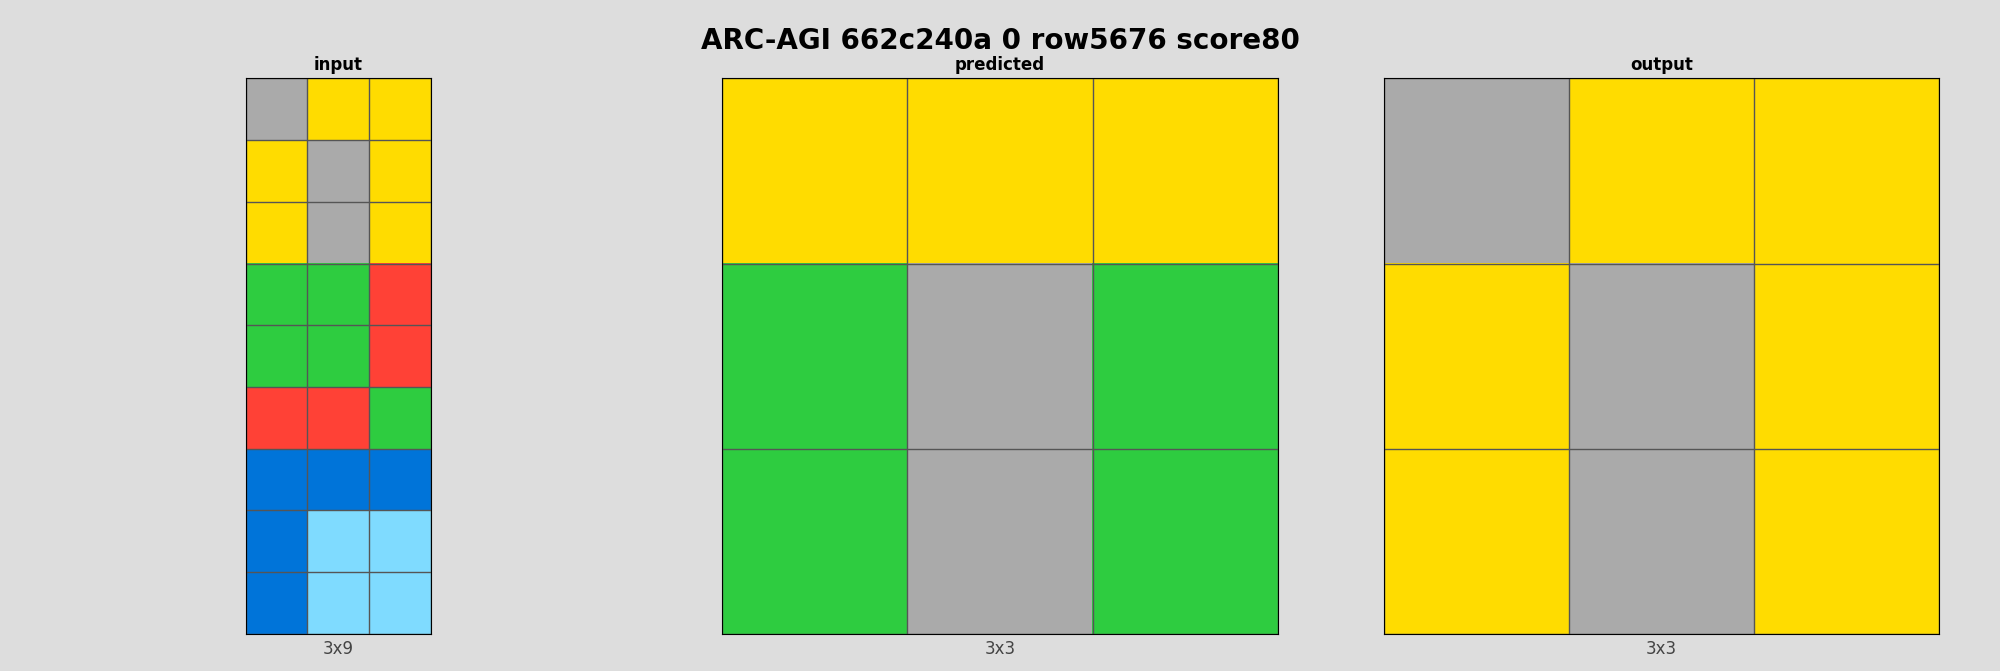 ARC-AGI 662c240a 0 row5676 score80
input
predicted
output
3x9
3x3
3x3